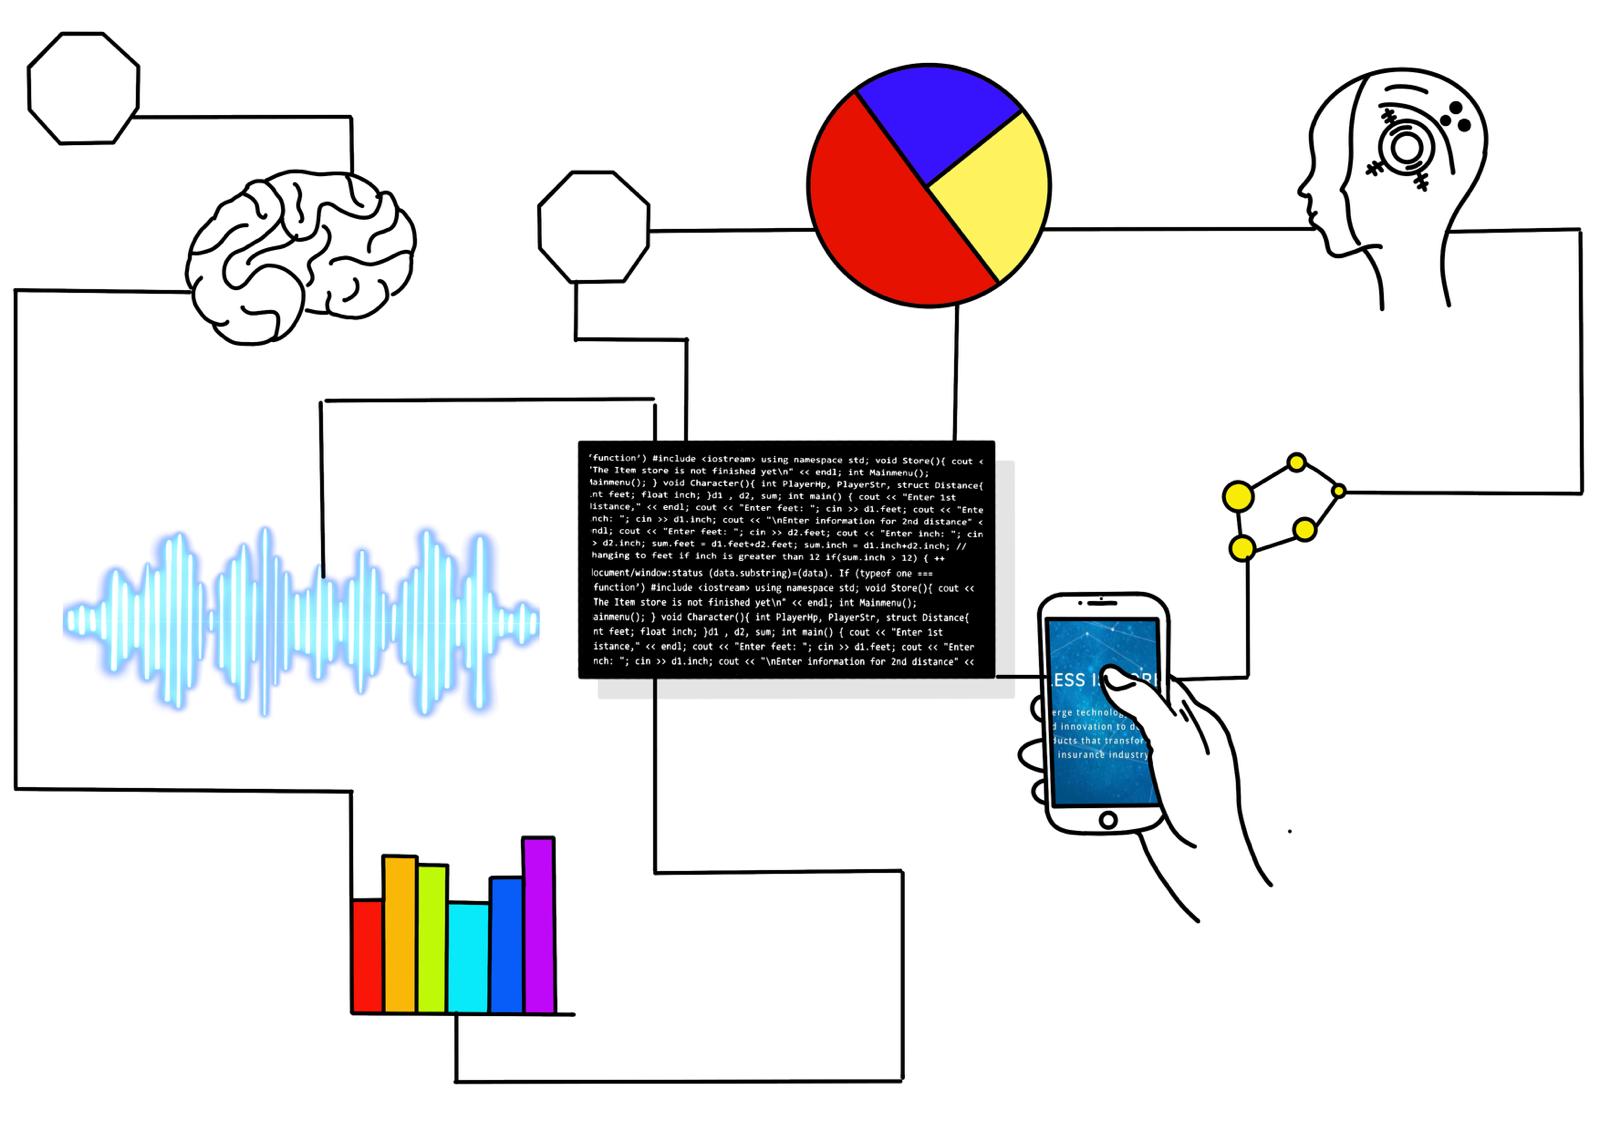 'function') #include <iostream> using namespace std; void Store(){ cout <
'The Item store is not finished yet\n" << endl; int Mainmenu();
ainmenu(); } void Character(){ int PlayerHp, PlayerStr, struct Distance{
nt feet; float inch; }d1 , d2, sum; int main() { cout << "Enter 1st
listance," << endl; cout << "Enter feet: "; cin >> d1.feet; cout << "Ente
nch: "; cin >> d1.inch; cout << "\nEnter information for 2nd distance" <
ndl; cout << "Enter feet: "; cin >> d2.feet; cout << "Enter inch: "; cin
> d2.inch; sum.feet = d1.feet+d2.feet; sum.inch = d1.inch+d2.inch; //
hanging to feet if inch is greater than 12 if(sum.inch > 12) { ++
locument/window:status (data.substring)=(data). If (typeof one ===
function') #include <iostream> using namespace std; void Store(){ cout <<
The Item store is not finished yet\n" << endl; int Mainmenu();
ainmenu(); } void Character(){ int PlayerHp, PlayerStr, struct Distance{
nt feet; float inch; }d1 , d2, sum; int main() { cout << "Enter 1st
istance," << endl; cout << "Enter feet: "; cin >> d1.feet; cout << "Enter
nch: "; cin >> d1.inch; cout << "\nEnter information for 2nd distance" <<
LESS IS
erge technolog
d innovation to d
ducts that transfor
insurance industry